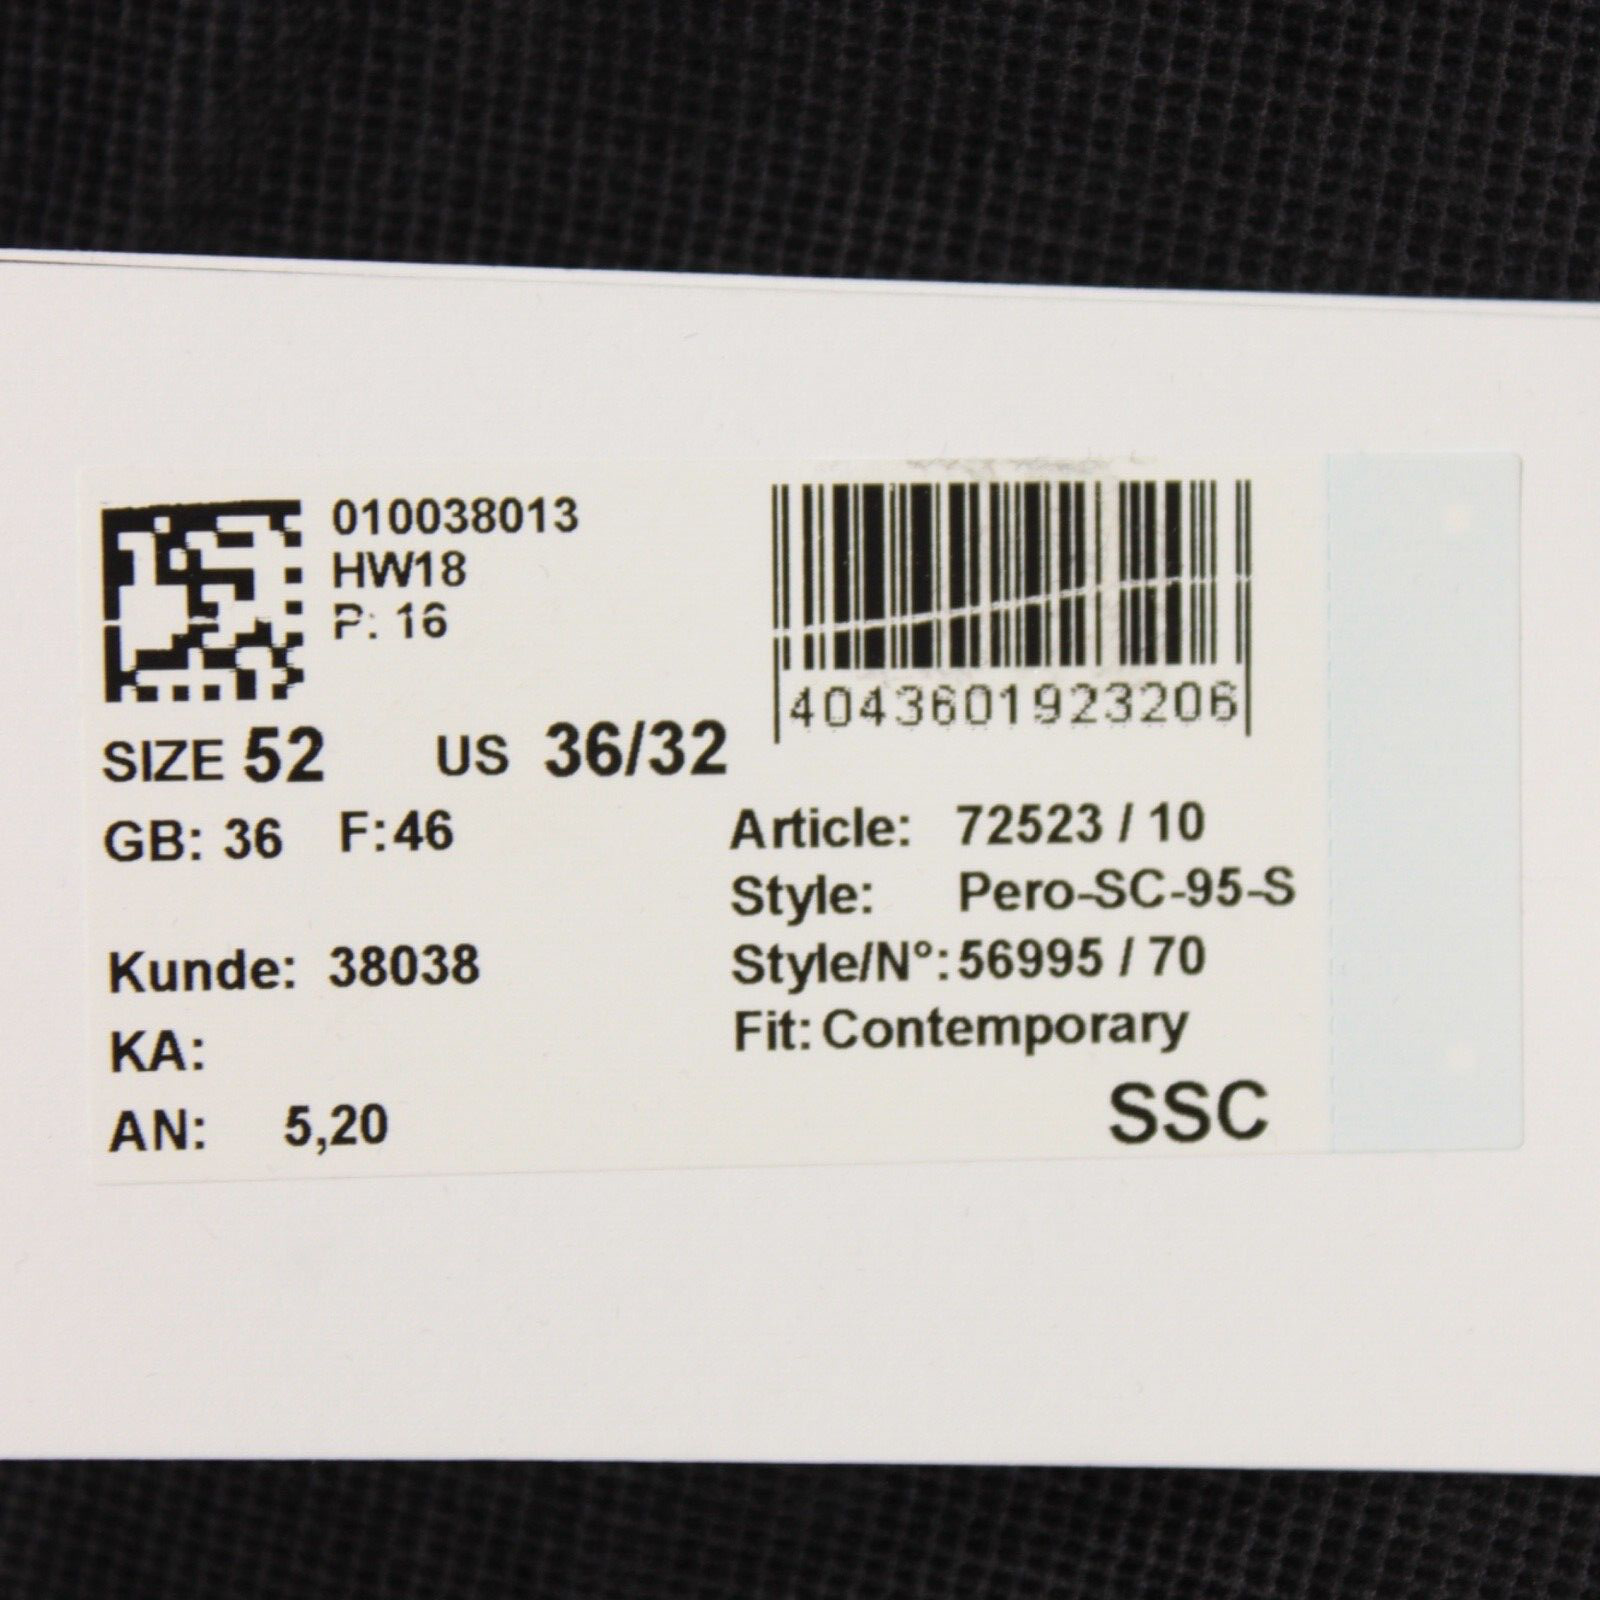 010038013
HW18
P: 16
4043601923206
SIZE 52 US 36/32
GB: 36 F:46
Article: 72523 / 10
Style: Pero-SC-95-S
Kunde: 38038
Style/N°: 56995 / 70
KA:
Fit: Contemporary
AN: 5,20
SSC